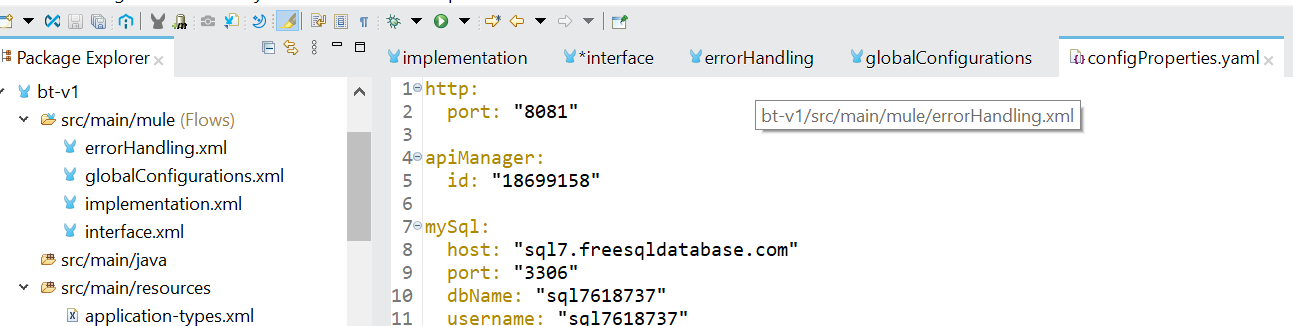 Package Explorer
implementation
*interface
errorHandling
globalConfigurations
configProperties.yaml
bt-v1
src/main/mule (Flows)
errorHandling.xml
globalConfigurations.xml
implementation.xml
interface.xml
src/main/java
src/main/resources
application-types.xml
1 http:
2 port: "8081"
3
4 apiManager:
5 id: "18699158"
6
7 mySql:
8 host: "sql7.freesqldatabase.com"
9 port: "3306"
10 dbName: "sql7618737"
11 username: "sql7618737"
bt-v1/src/main/mule/errorHandling.xml